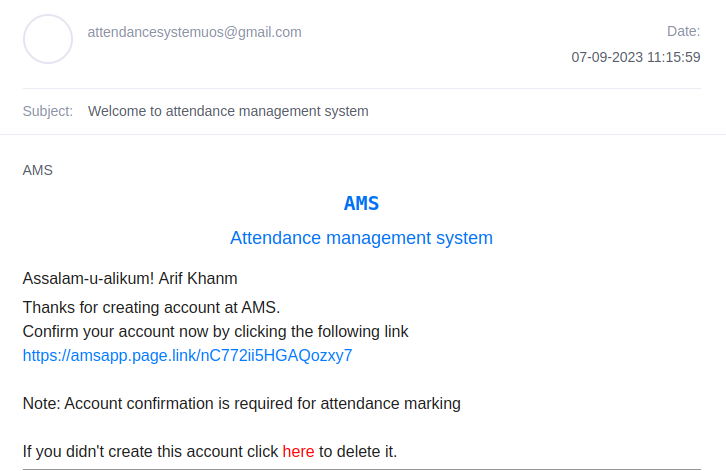 attendancesystemuos@gmail.com
Date:
07-09-2023 11:15:59
Subject: Welcome to attendance management system
AMS
AMS
Attendance management system
Assalam-u-alikum! Arif Khanm
Thanks for creating account at AMS.
Confirm your account now by clicking the following link
https://amsapp.page.link/nC772ii5HGAQozxy7
Note: Account confirmation is required for attendance marking
If you didn't create this account click here to delete it.